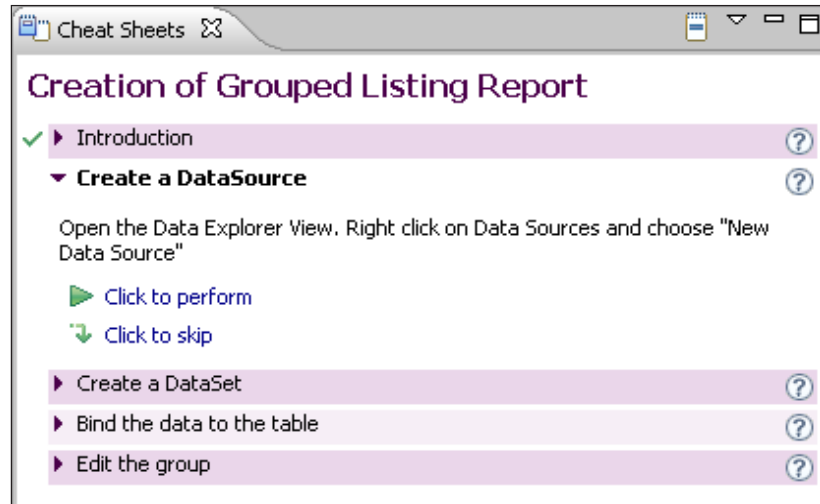 Cheat Sheets
Creation of Grouped Listing Report
Introduction
Create a DataSource
Open the Data Explorer View. Right click on Data Sources and choose "New
Data Source"
Click to perform
Click to skip
Create a DataSet
Bind the data to the table
Edit the group